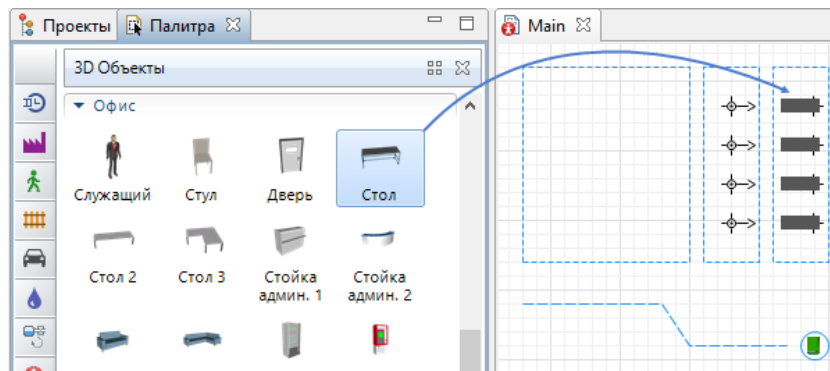 Проекты Палитра Main
3D Объекты
Офис
Служащий Стул Дверь Стол
Стол 2 Стол 3 Стойка админ. 1 Стойка админ. 2